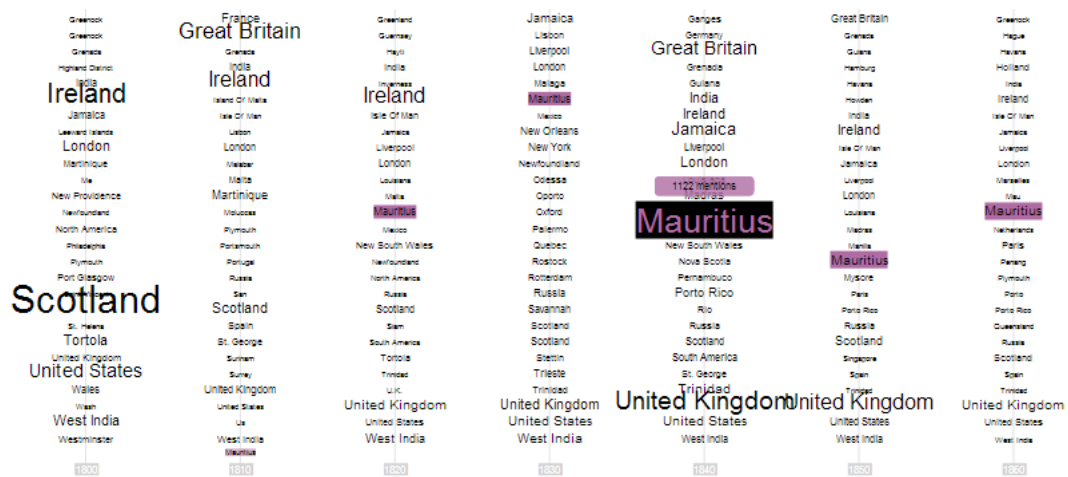 Greenock
Greenock
Grenada
Highland District
India
Ireland
Jamaica
Leeward Islands
London
Martinique
Me
New Providence
Newfoundland
North America
Philadelphia
Plymouth
Port Glasgow
Scotland
St. Helens
Tortola
United Kingdom
United States
Wales
Wash
West India
Westminster
1800
France
Great Britain
Grenada
India
Ireland
Island Of Malta
Isle Of Man
Lisbon
London
Malabar
Malta
Martinique
Moluccas
Plymouth
Portsmouth
Portugal
Russia
San
Scotland
Spain
St. George
Surinam
Surrey
United Kingdom
United States
Us
West India
Mauritius
1810
Greenland
Guernsey
Hayti
India
Inverness
Ireland
Isle Of Man
Jamaica
Liverpool
London
Louisiana
Malta
Mauritius
Mexico
New South Wales
Newfoundland
North America
Russia
Scotland
Siam
South America
Tortola
Trinidad
U.K.
United Kingdom
United States
West India
1820
Jamaica
Lisbon
Liverpool
London
Malaga
Mauritius
Mexico
New Orleans
New York
Newfoundland
Odessa
Oporto
Oxford
Palermo
Quebec
Rostock
Rotterdam
Russia
Savannah
Scotland
Scotland
Stettin
Trieste
Trinidad
United Kingdom
United States
West India
1830
Ganges
Germany
Great Britain
Grenada
Guiana
India
Ireland
Jamaica
Liverpool
London
1122 mentions
Madras
Mauritius
New South Wales
Nova Scotia
Pernambuco
Porto Rico
Rio
Russia
Scotland
South America
St. George
Trinidad
United Kingdom
United States
West India
1840
Great Britain
Grenada
Guiana
Hamburg
Havana
Howden
India
Ireland
Isle Of Man
Jamaica
Liverpool
London
Louisiana
Madras
Manila
Mauritius
Mysore
Paris
Porto Rico
Russia
Scotland
Singapore
Spain
Trinidad
United Kingdom
United States
West India
1850
Greenock
Hague
Havana
Holland
India
Ireland
Isle Of Man
Jamaica
Liverpool
London
Marseilles
Mau
Mauritius
Netherlands
Paris
Penang
Plymouth
Porto
Porto Rico
Queensland
Russia
Scotland
Spain
Trinidad
United Kingdom
United States
West India
1860